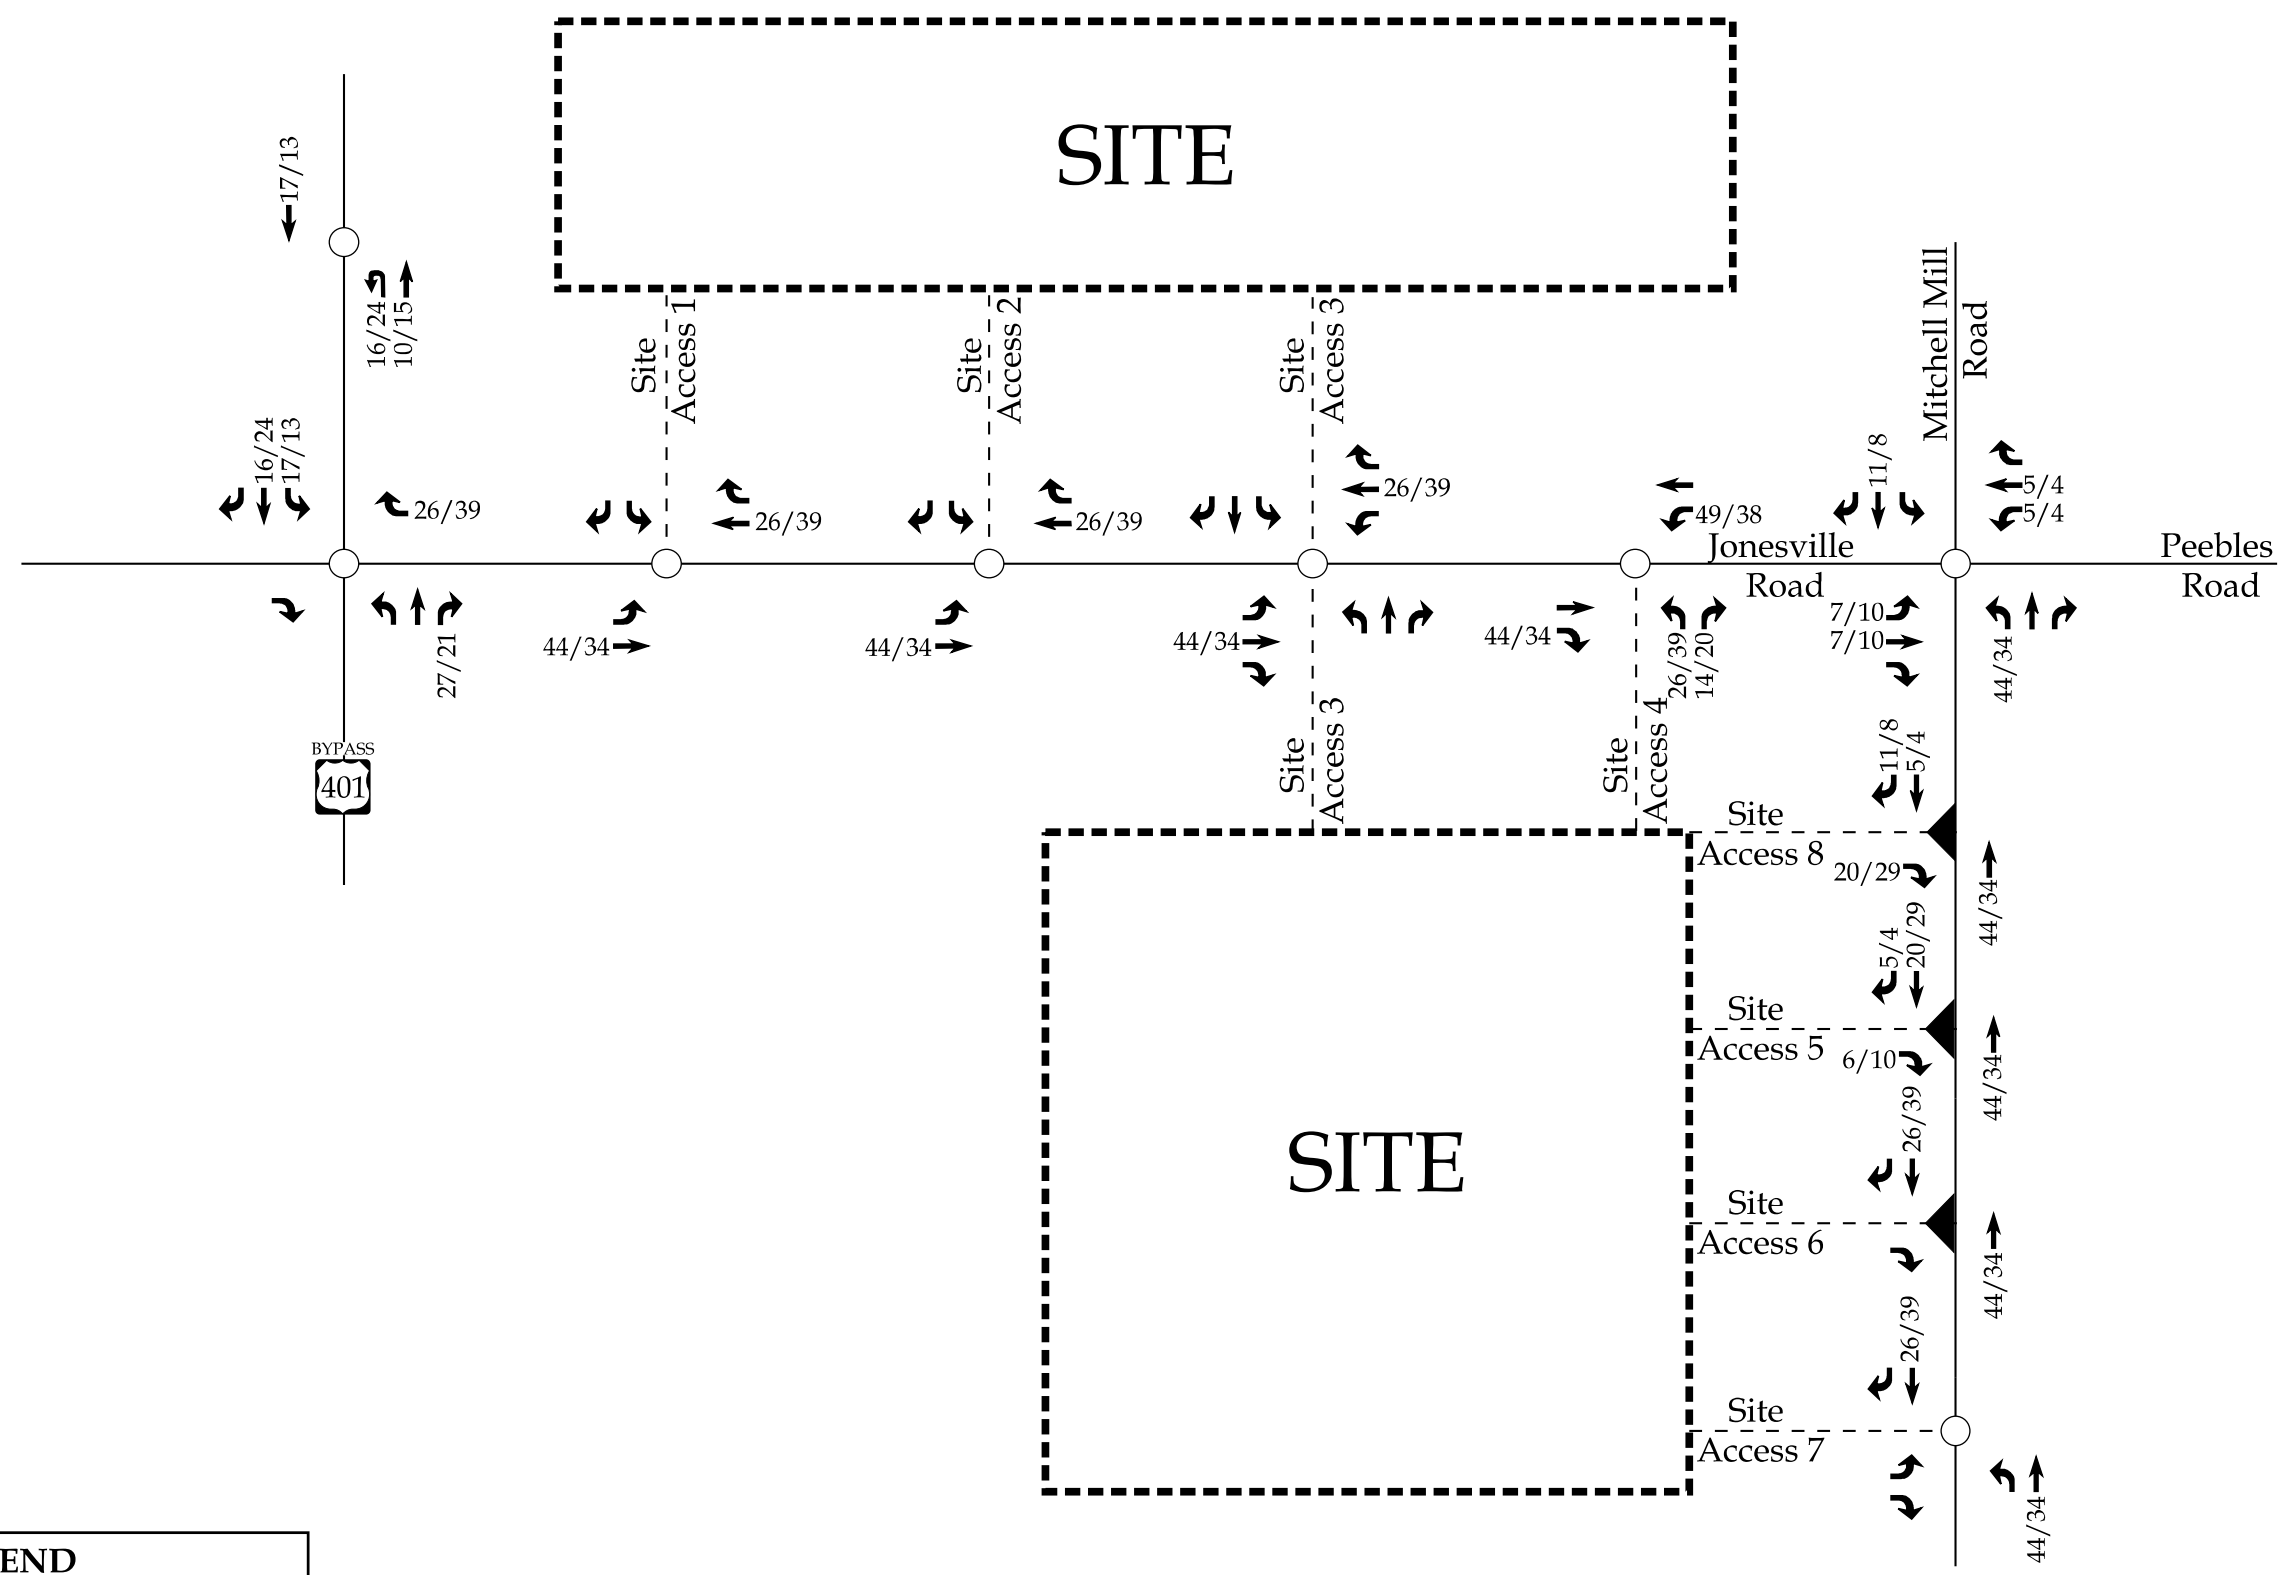 SITE
17/13
16/24
10/15
Site
Access 1
Site
Access 2
Site
Access 3
Mitchell Mill
Road
16/24
17/13
26/39
26/39
26/39
26/39
49/38
11/8
5/4
5/4
Jonesville
Road
Peebles
Road
27/21
44/34
44/34
44/34
44/34
26/39
14/20
7/10
7/10
44/34
BYPASS
401
Site
Access 3
Site
Access 4
11/8
5/4
Site
Access 8
20/29
44/34
5/4
20/29
Site
Access 5
6/10
44/34
26/39
SITE
Site
Access 6
44/34
26/39
Site
Access 7
44/34
END